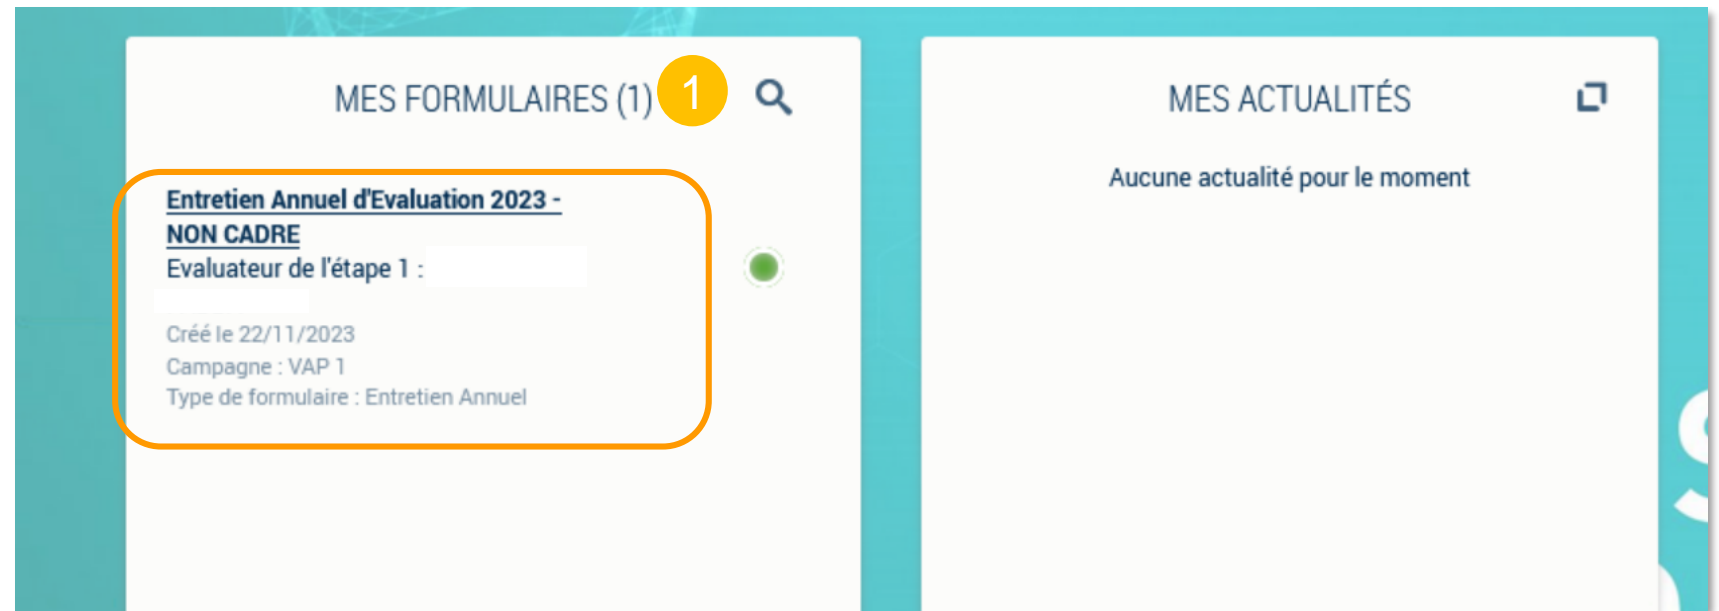 MES FORMULAIRES (1)
1
Entretien Annuel d'Evaluation 2023 -
NON CADRE
Evaluateur de l'étape 1 :
Créé le 22/11/2023
Campagne : VAP 1
Type de formulaire : Entretien Annuel
MES ACTUALITÉS
Aucune actualité pour le moment